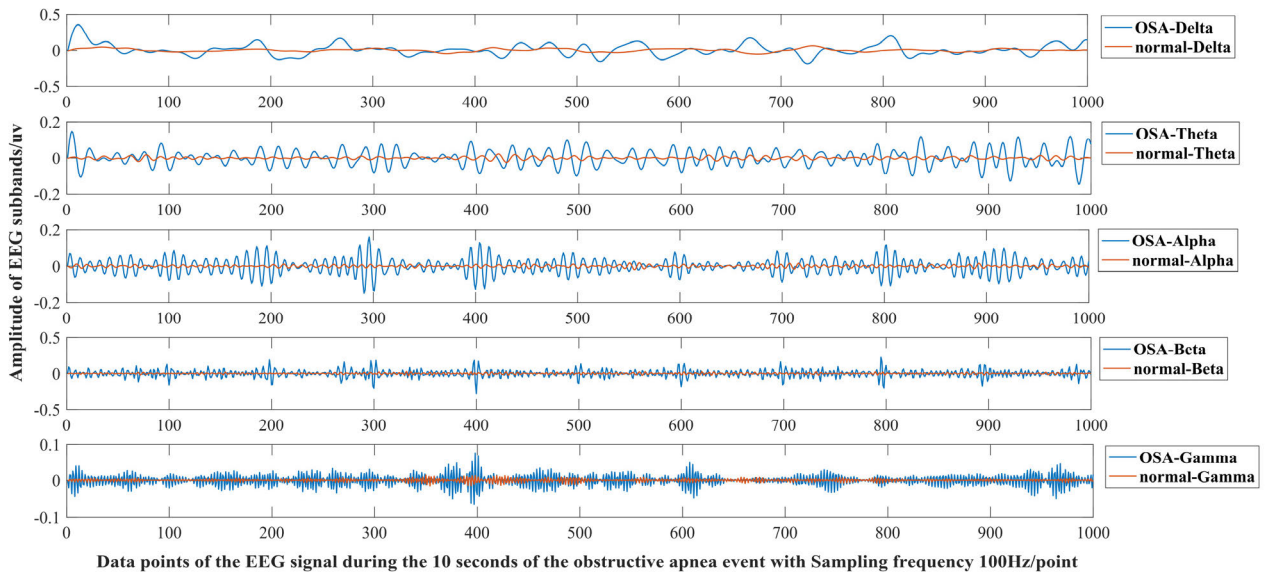 Amplitude of EEG subbands/uv
0.5
0
-0.5
0 100 200 300 400 500 600 700 800 900 1000
OSA-Delta
normal-Delta
0.2
0
-0.2
0 100 200 300 400 500 600 700 800 900 1000
OSA-Theta
normal-Theta
0.2
0
-0.2
0 100 200 300 400 500 600 700 800 900 1000
OSA-Alpha
normal-Alpha
0.5
0
-0.5
0 100 200 300 400 500 600 700 800 900 1000
OSA-Beta
normal-Beta
0.1
0
-0.1
0 100 200 300 400 500 600 700 800 900 1000
OSA-Gamma
normal-Gamma
Data points of the EEG signal during the 10 seconds of the obstructive apnea event with Sampling frequency 100Hz/point